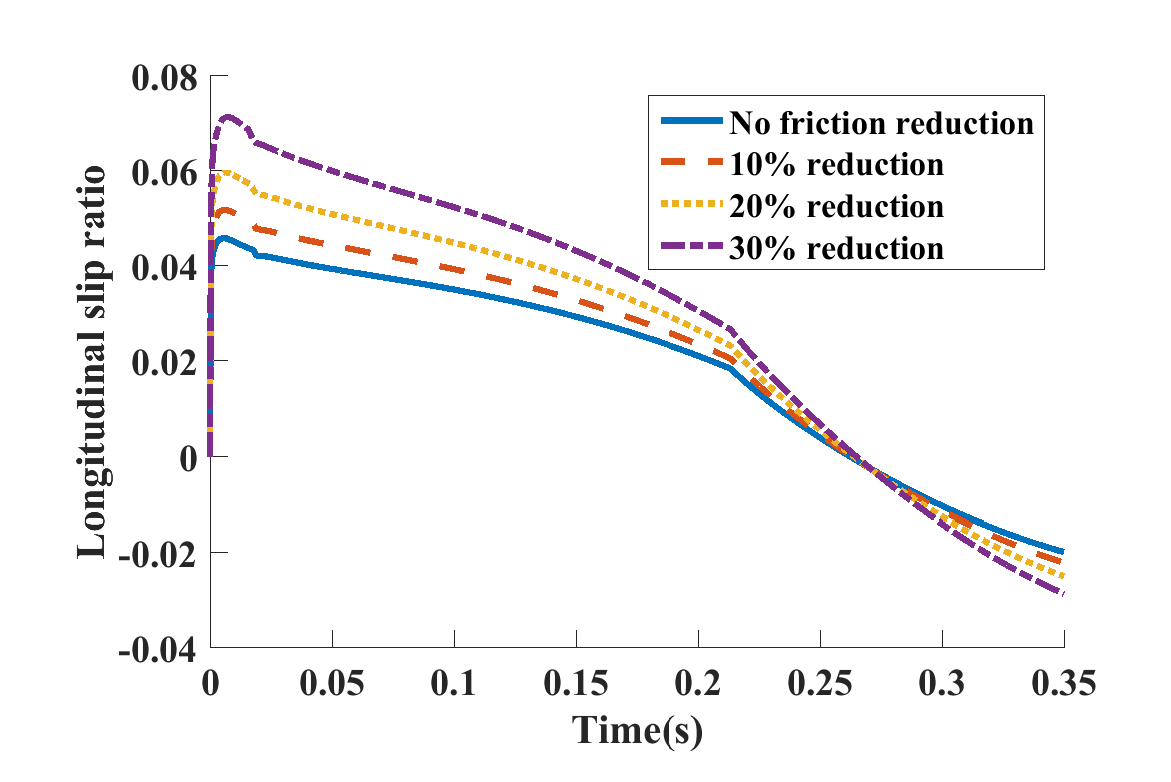 0.08
0.06
0.04
0.02
0
-0.02
-0.04
Longitudinal slip ratio
No friction reduction
10% reduction
20% reduction
30% reduction
0 0.05 0.1 0.15 0.2 0.25 0.3 0.35
Time(s)